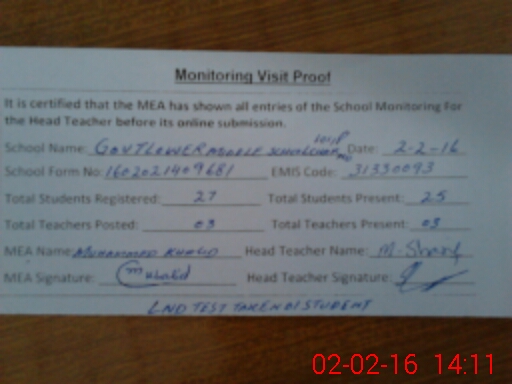 Monitoring Visit Proof
It is certified that the MEA has shown all entries of the School Monitoring For
the Head Teacher before its online submission.
School Name: GOVT LOWER MIDDLE SCHOOL Date: 2-2-16
School Form No: 1602021409681 EMIS Code: 31330093
Total Students Registered: 27 Total Students Present: 25
Total Teachers Posted: 03 Total Teachers Present: 03
MEA Name: MUHAMMAD KHALID Head Teacher Name: M-Sharif
MEA Signature: M Khalid Head Teacher Signature:
LND TEST TAKEN 01 STUDENT
02-02-16 14:11